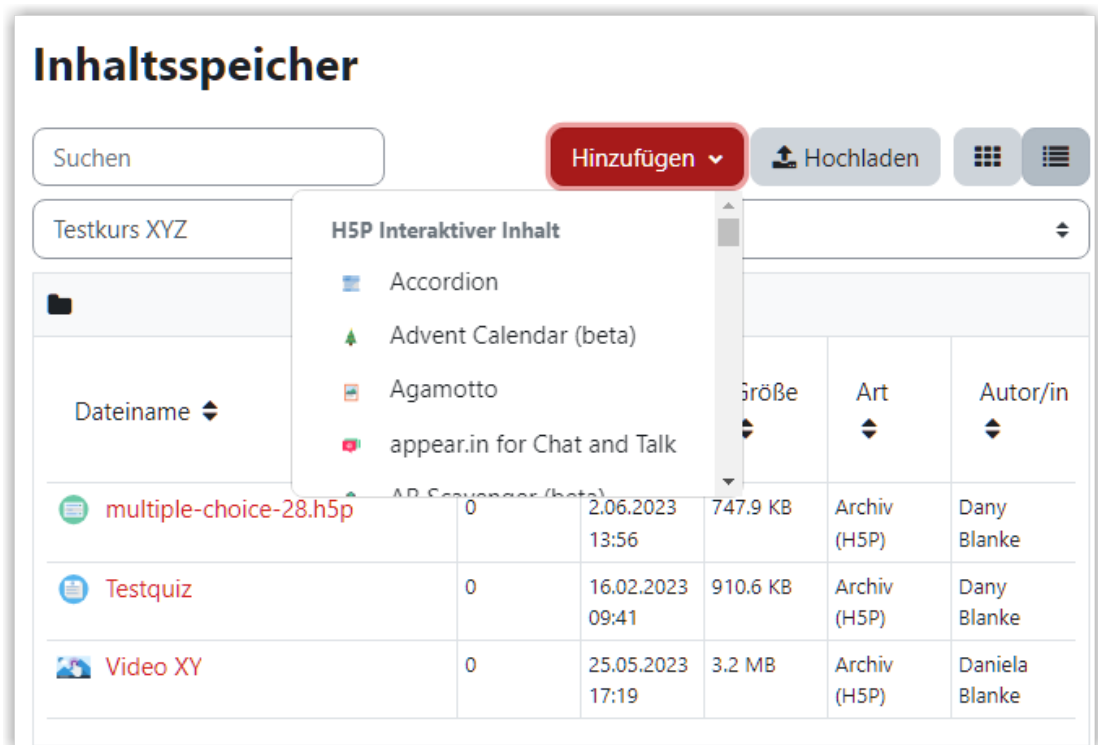 Inhaltsspeicher
Suchen
Hinzufügen
Hochladen
Testkurs XYZ
H5P Interaktiver Inhalt
Accordion
Advent Calendar (beta)
Agamotto
appear.in for Chat and Talk
AR Scavenger (beta)
Dateiname
Größe
Art
Autor/in
multiple-choice-28.h5p 0 2.06.2023 747.9 KB Archiv Dany
13:56 (H5P) Blanke
Testquiz 0 16.02.2023 910.6 KB Archiv Dany
09:41 (H5P) Blanke
Video XY 0 25.05.2023 3.2 MB Archiv Daniela
17:19 (H5P) Blanke